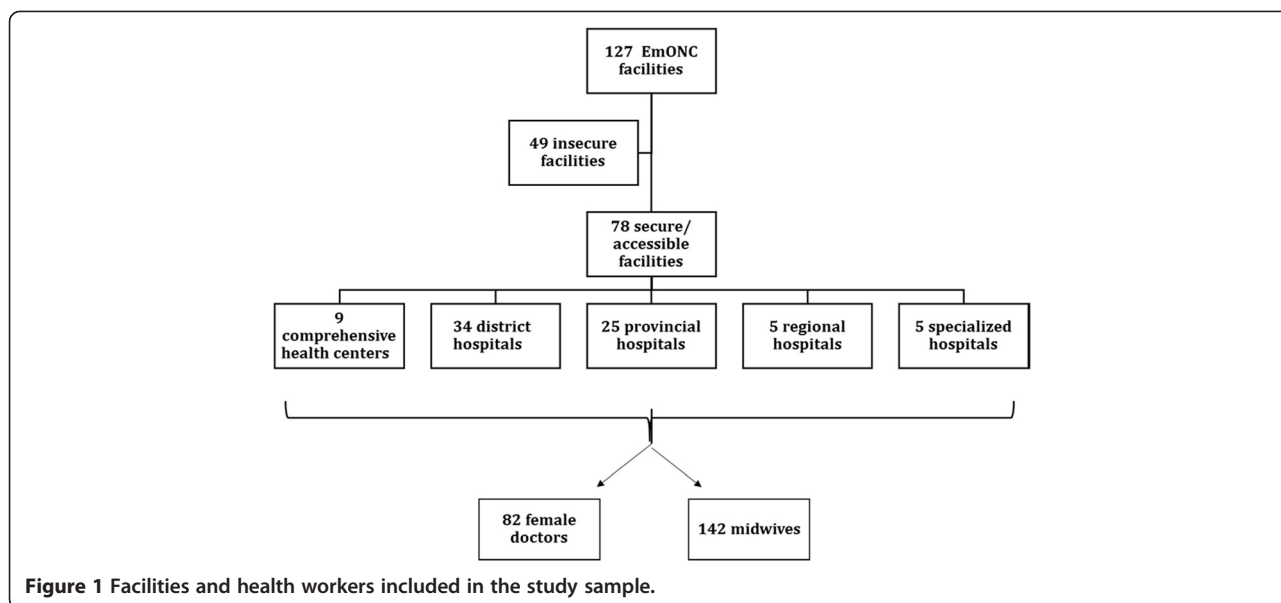 127 EmONC
facilities
49 insecure
facilities
78 secure/
accessible
facilities
9
comprehensive
health centers
34 district
hospitals
25 provincial
hospitals
5 regional
hospitals
5 specialized
hospitals
82 female
doctors
142 midwives
Figure 1 Facilities and health workers included in the study sample.